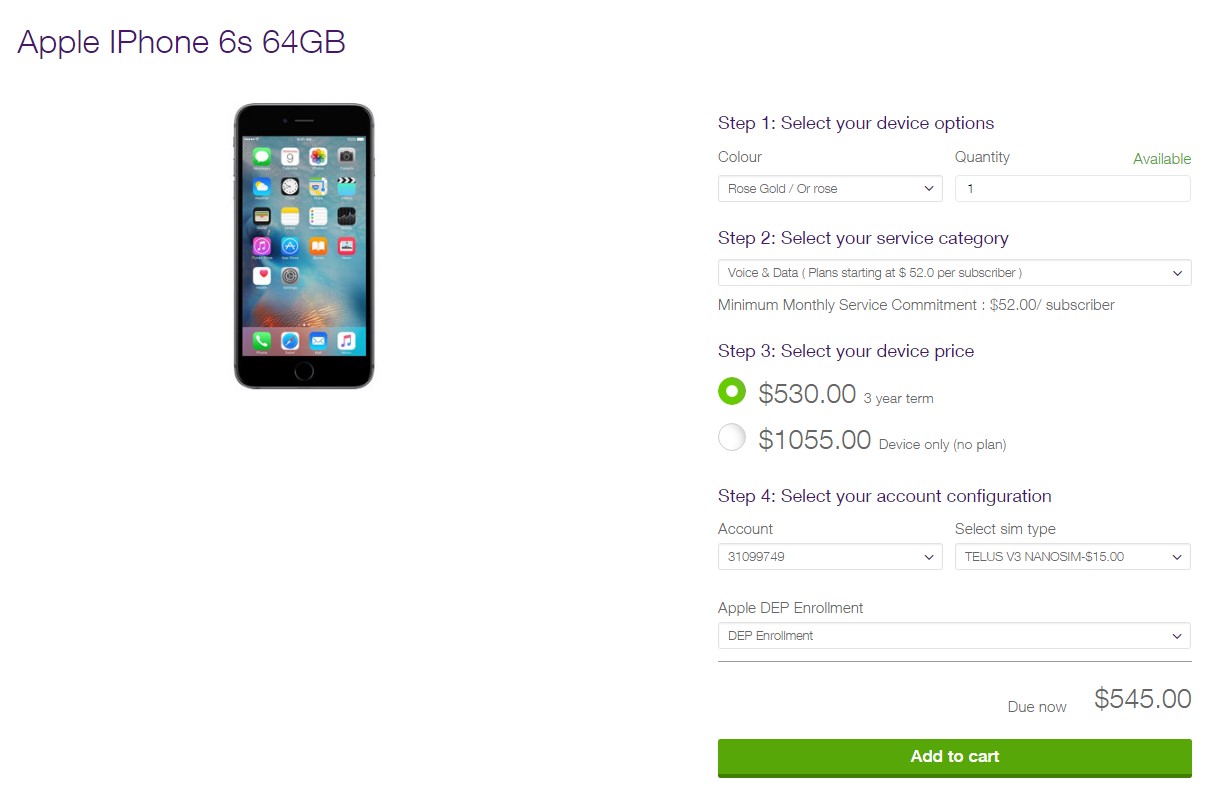 Apple IPhone 6s 64GB
Step 1: Select your device options
Colour Quantity Available
Rose Gold / Or rose 1
Step 2: Select your service category
Voice & Data ( Plans starting at $ 52.0 per subscriber )
Minimum Monthly Service Commitment : $52.00/ subscriber
Step 3: Select your device price
$530.00 3 year term
$1055.00 Device only (no plan)
Step 4: Select your account configuration
Account Select sim type
31099749 TELUS V3 NANOSIM-$15.00
Apple DEP Enrollment
DEP Enrollment
Due now $545.00
Add to cart